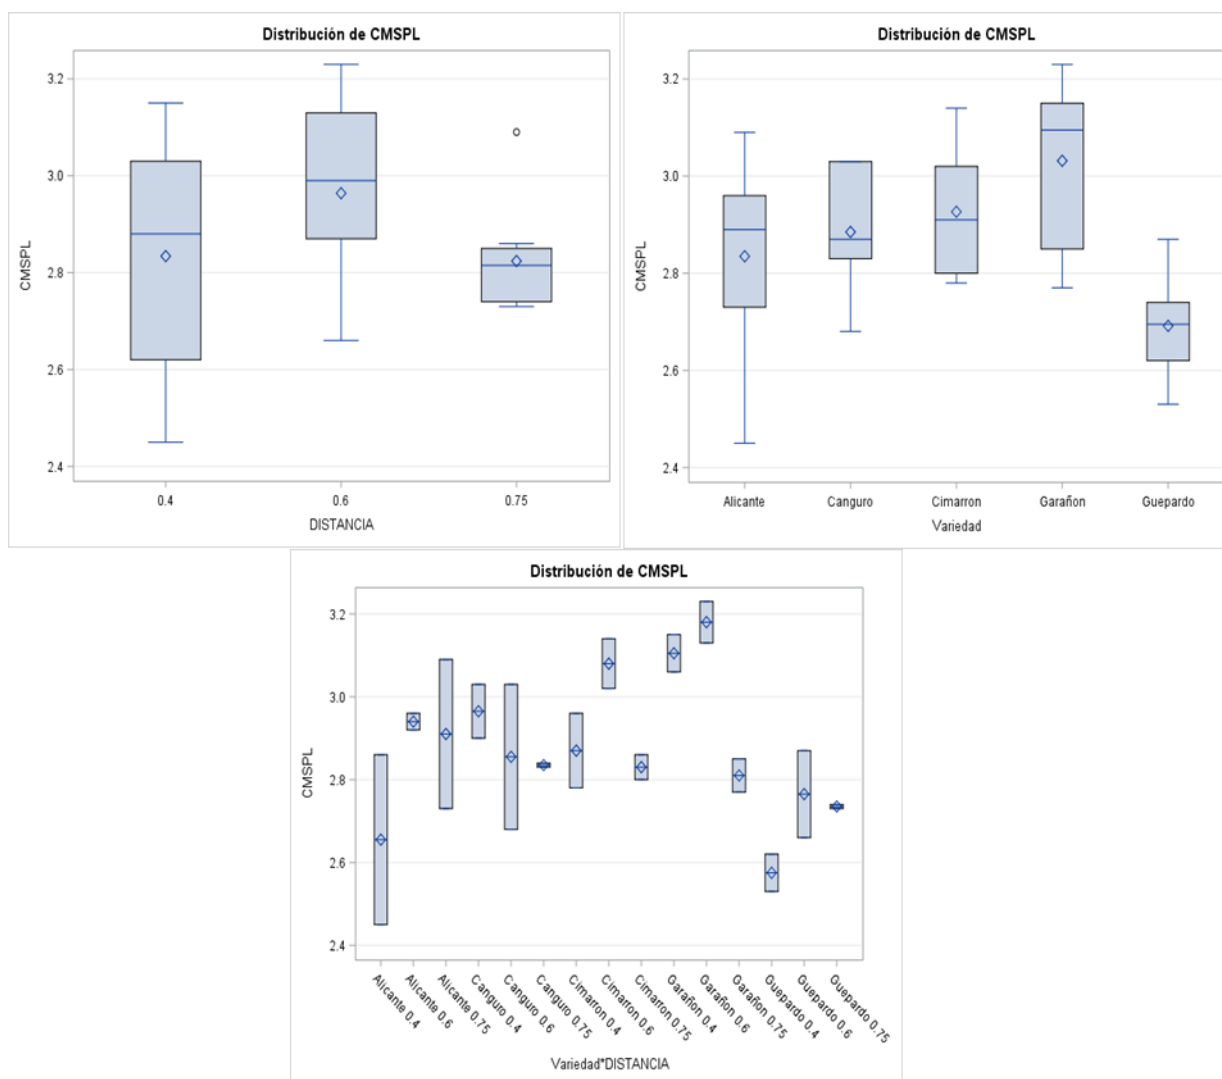 Distribución de CMSPL
3.2
3.0
2.8
2.6
2.4
CMSPL
0.4 0.6 0.75
DISTANCIA
Distribución de CMSPL
3.2
3.0
2.8
2.6
2.4
CMSPL
Alicante Canguro Cimarron Garañon Guepardo
Variedad
Distribución de CMSPL
3.2
3.0
2.8
2.6
2.4
CMSPL
Alicante 0.4
Alicante 0.6
Alicante 0.75
Canguro 0.4
Canguro 0.6
Canguro 0.75
Cimarron 0.4
Cimarron 0.6
Cimarron 0.75
Garañon 0.4
Garañon 0.6
Garañon 0.75
Guepardo 0.4
Guepardo 0.6
Guepardo 0.75
Variedad*DISTANCIA